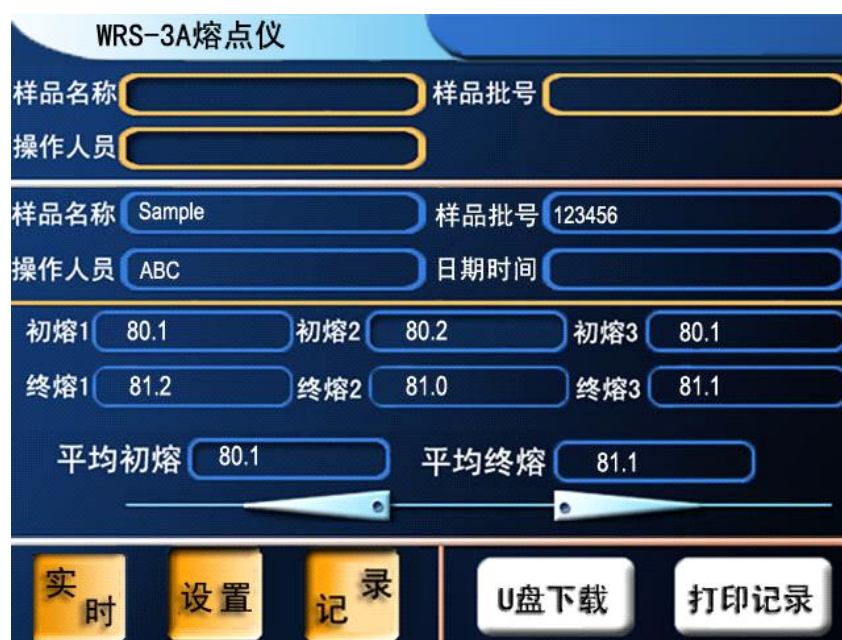 WRS-3A熔点仪
样品名称 样品批号
操作人员
样品名称 Sample 样品批号 123456
操作人员 ABC 日期时间
初熔1 80.1 初熔2 80.2 初熔3 80.1
终熔1 81.2 终熔2 81.0 终熔3 81.1
平均初熔 80.1 平均终熔 81.1
实时 设置 记录 U盘下载 打印记录